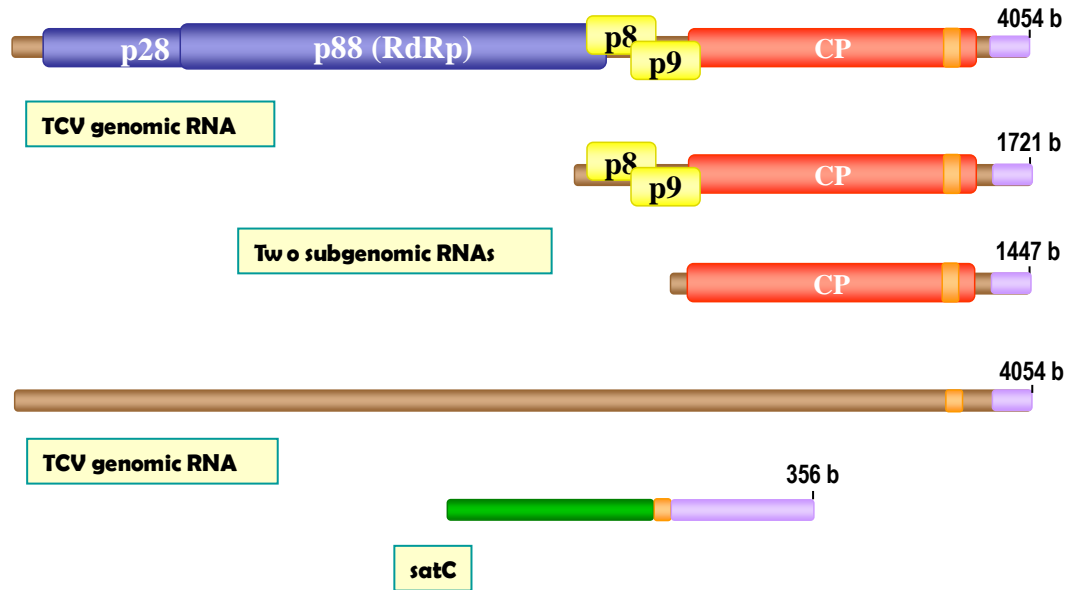 4054 b
p28
p88 (RdRp)
p8
p9
CP
TCV genomic RNA
1721 b
p8
p9
CP
Two subgenomic RNAs
1447 b
CP
4054 b
TCV genomic RNA
356 b
satC